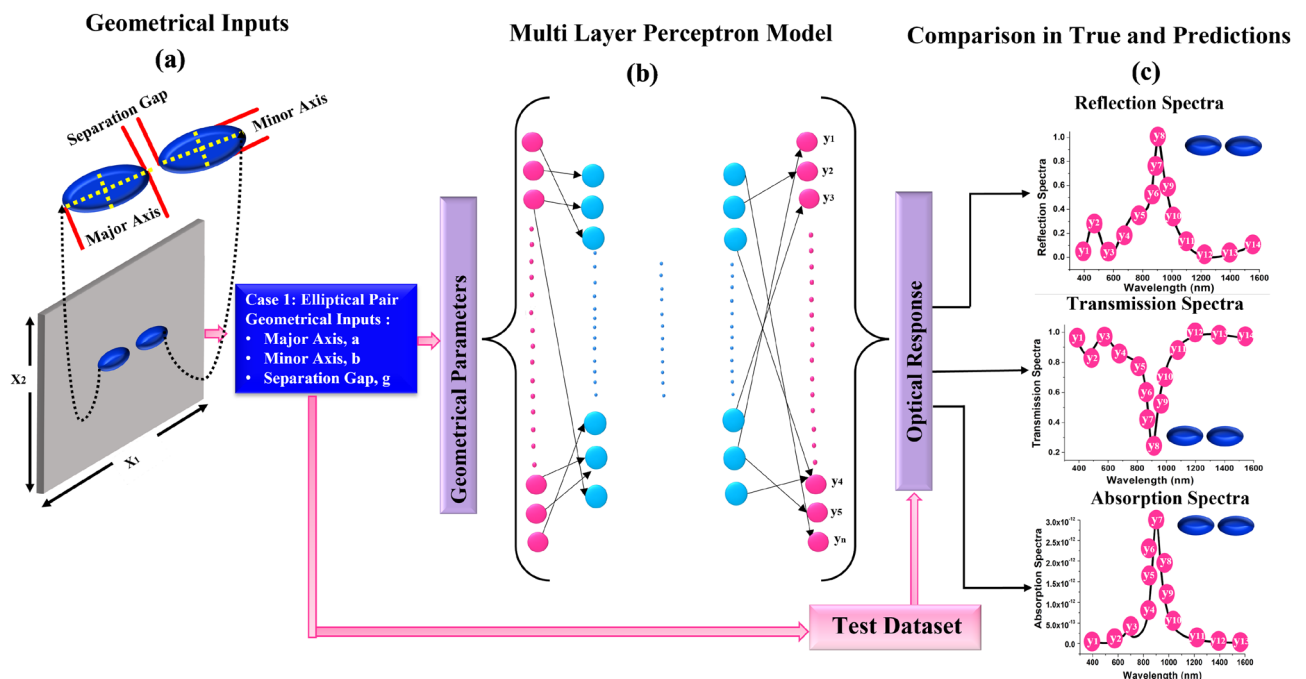 Geometrical Inputs
(a)
Separation Gap
Minor Axis
Major Axis
X2
X1
Case 1: Elliptical Pair
Geometrical Inputs :
• Major Axis, a
• Minor Axis, b
• Separation Gap, g
Multi Layer Perceptron Model
(b)
Geometrical Parameters
y1
y2
y3
y4
y5
yn
Optical Response
Test Dataset
Comparison in True and Predictions
(c)
Reflection Spectra
Reflection Spectra
1.0
0.8
0.6
0.4
0.2
0.0
y1
y2
y3
y4
y5
y6
y7
y8
y9
y10
y11
y12
y13
y14
400 600 800 1000 1200 1400 1600
Wavelength (nm)
Transmission Spectra
Transmission Spectra
1.0
0.8
0.6
0.4
0.2
y1
y2
y3
y4
y5
y6
y7
y8
y9
y10
y11
y12
y13
y14
400 600 800 1000 1200 1400 1600
Wavelength (nm)
Absorption Spectra
Absorption Spectra
3.0x10-12
2.5x10-12
2.0x10-12
1.5x10-12
1.0x10-12
5.0x10-13
0.0
y1
y2
y3
y4
y5
y6
y7
y8
y9
y10
y11
y12
y13
400 600 800 1000 1200 1400 1600
Wavelength (nm)